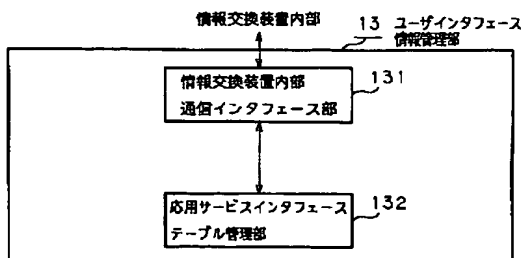 情報交換装置内部
13 ユーザインタフェース
情報管理部
情報交換装置内部
通信インタフェース部
131
応用サービスインタフェース
テーブル管理部
132